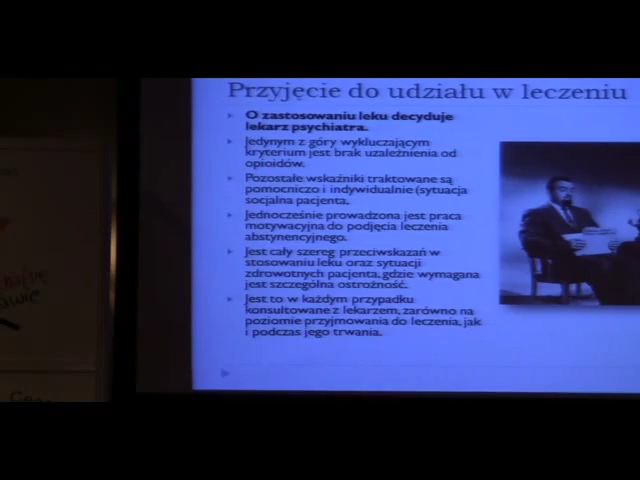 Przyjęcie do udziału w leczeniu
O zastosowaniu leku decyduje
lekarz psychiatra.
Jedynym z góry wykluczającym
kryterium jest brak uzależnienia od
opioidów.
Pozostałe wskaźniki traktowane są
pomocniczo i indywidualnie (sytuacja
socjalna pacjenta,
Jednocześnie prowadzona jest praca
motywacyjna do podjęcia leczenia
abstynencyjnego.
Jest cały szereg przeciwskazań w
stosowaniu leku oraz sytuacji
zdrowotnych pacjenta, gdzie wymagana
jest szczególna ostrożność.
Jest to w każdym przypadku
konsultowane z lekarzem, zarówno na
poziomie przyjmowania do leczenia, jak
i podczas jego trwania.